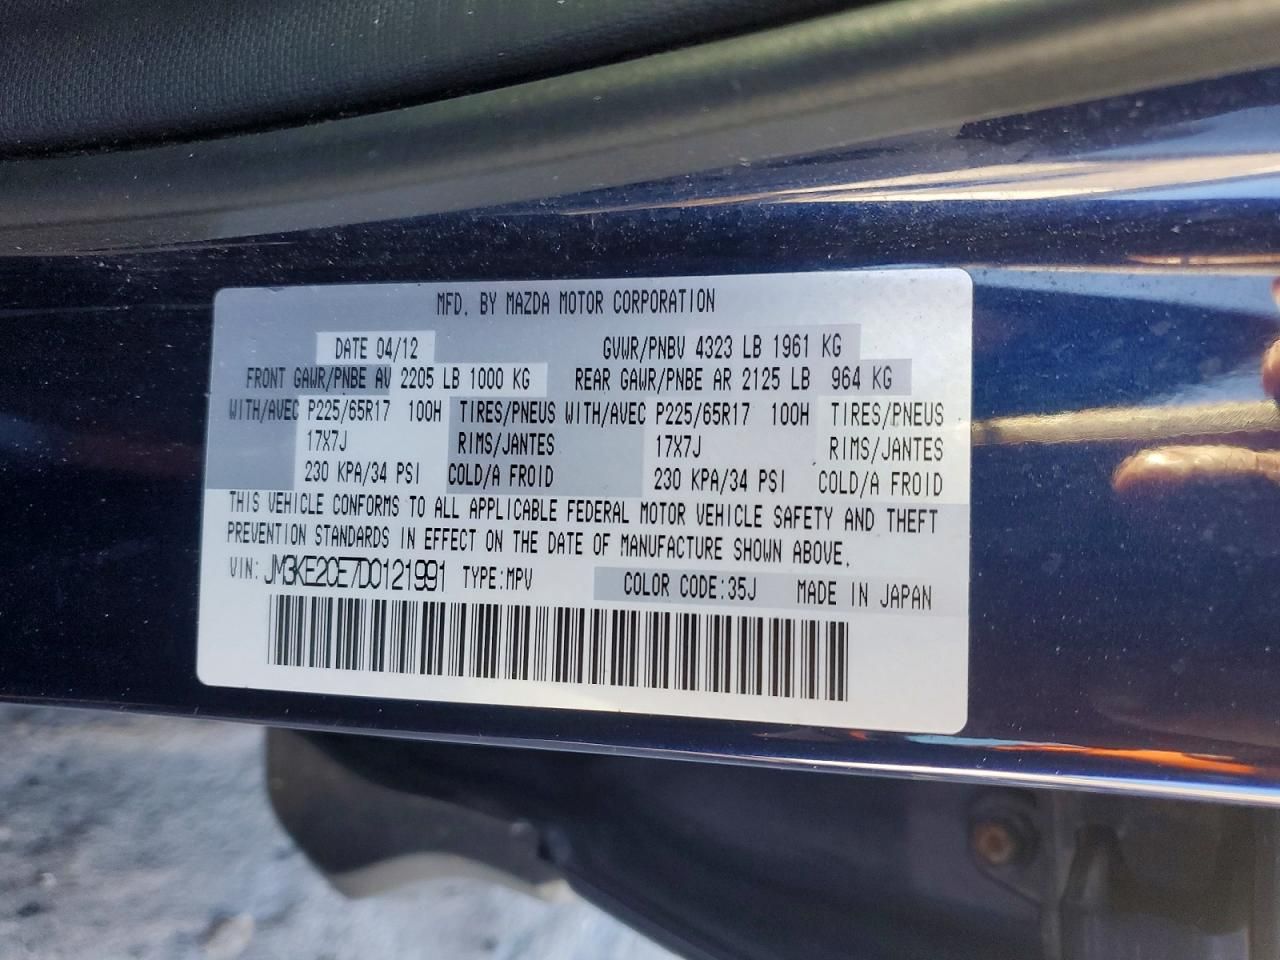 MFD. BY MAZDA MOTOR CORPORATION
DATE 04/12 GVWR/PNBV 4323 LB 1961 KG
FRONT GAWR/PNBE AV 2205 LB 1000 KG REAR GAWR/PNBE AR 2125 LB 964 KG
WITH/AVEC P225/65R17 100H TIRES/PNEUS WITH/AVEC P225/65R17 100H TIRES/PNEUS
17X7J RIMS/JANTES 17X7J RIMS/JANTES
230 KPA/34 PSI COLD/A FROID 230 KPA/34 PSI COLD/A FROID
THIS VEHICLE CONFORMS TO ALL APPLICABLE FEDERAL MOTOR VEHICLE SAFETY AND THEFT
PREVENTION STANDARDS IN EFFECT ON THE DATE OF MANUFACTURE SHOWN ABOVE.
VIN: JM3KE2CE7D0121991 TYPE:MPV COLOR CODE:35J MADE IN JAPAN